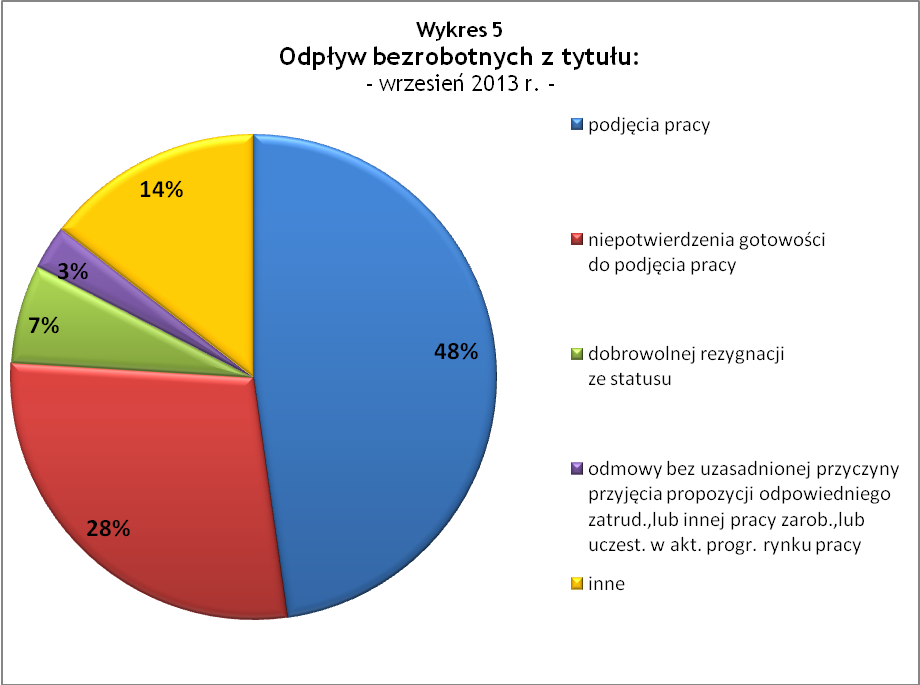 Wykres 5
Odpływ bezrobotnych z tytułu:
- wrzesień 2013 r. -
14%
3%
7%
48%
28%
podjęcia pracy
niepotwierdzenia gotowości
do podjęcia pracy
dobrowolnej rezygnacji
ze statusu
odmowy bez uzasadnionej przyczyny
przyjęcia propozycji odpowiedniego
zatrud.,lub innej pracy zarob.,lub
uczest. w akt. progr. rynku pracy
inne